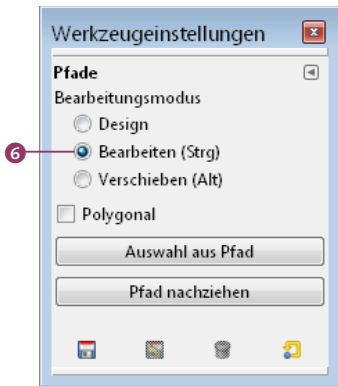 Werkzeugeinstellungen
Pfade
Bearbeitungsmodus
Design
6 Bearbeiten (Strg)
Verschieben (Alt)
Polygonal
Auswahl aus Pfad
Pfad nachziehen